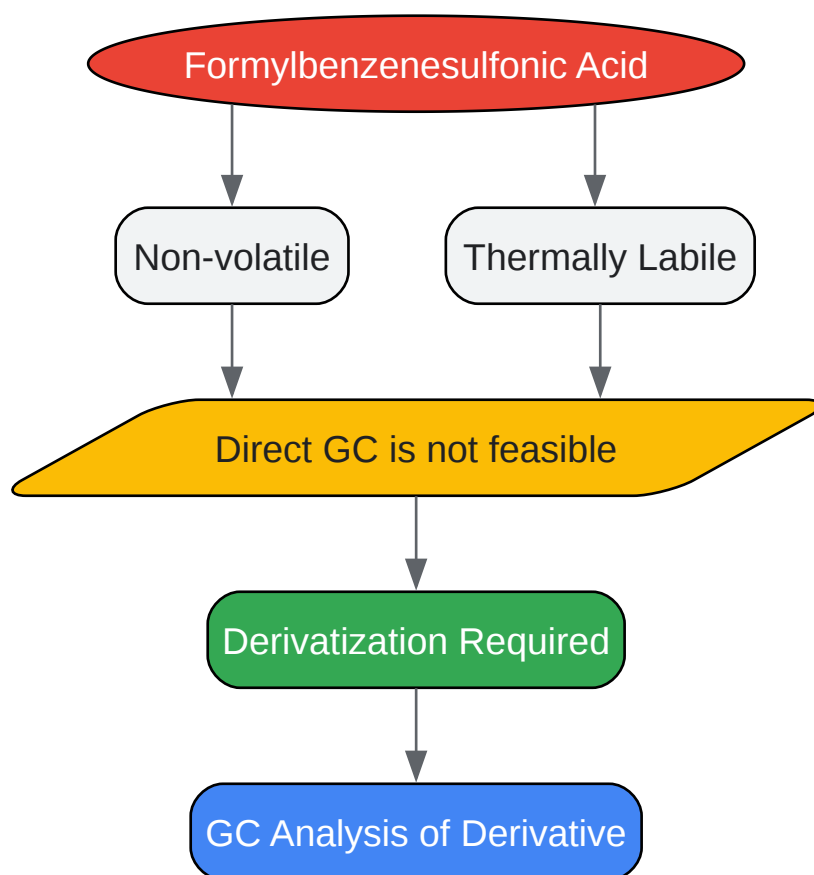 Formylbenzenesulfonic Acid
Non-volatile
Thermally Labile
Direct GC is not feasible
Derivatization Required
GC Analysis of Derivative